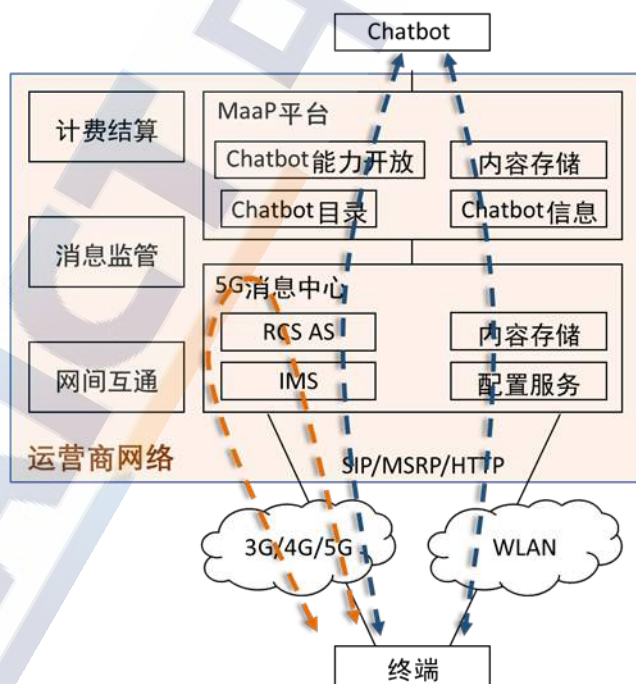 Chatbot
计费结算
消息监管
网间互通
运营商网络
MaaP平台
Chatbot能力开放
内容存储
Chatbot目录
Chatbot信息
5G消息中心
RCS AS
内容存储
IMS
配置服务
SIP/MSRP/HTTP
3G/4G/5G
WLAN
终端